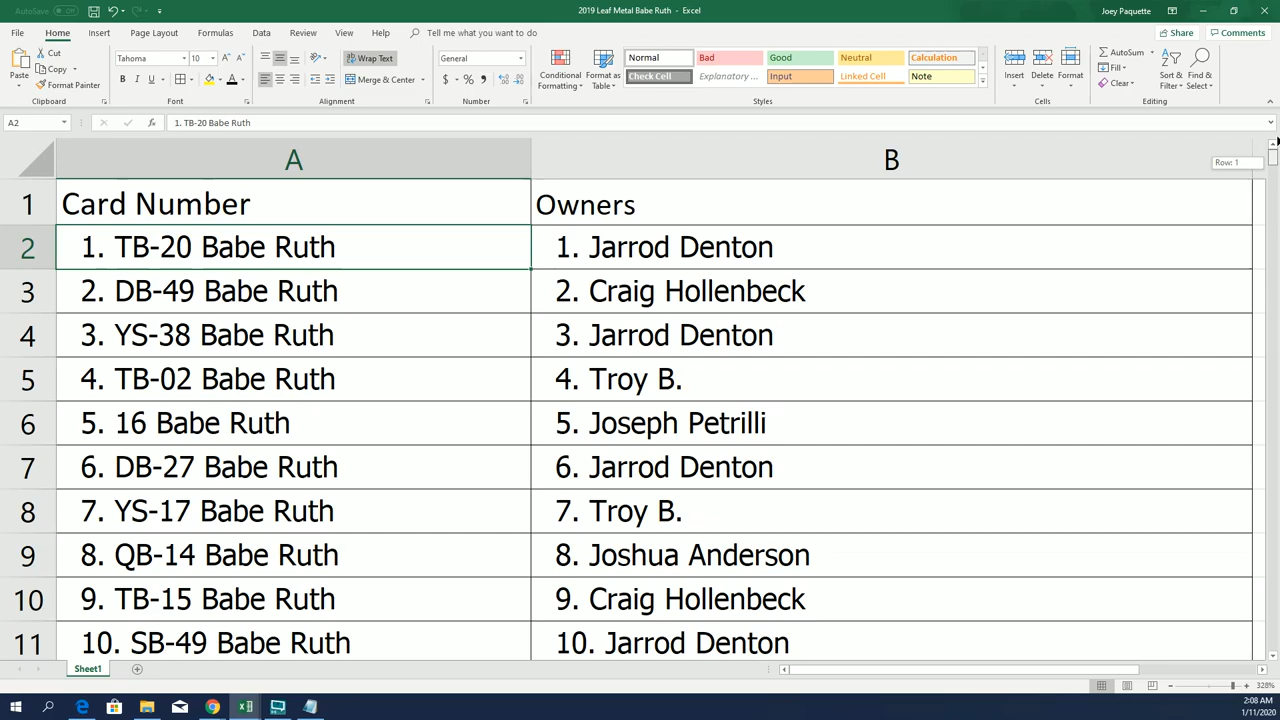 AutoSave Off 2019 Leaf Metal Babe Ruth - Excel Joey Paquette
File Home Insert Page Layout Formulas Data Review View Help Tell me what you want to do Share Comments
Paste Cut Copy Format Painter Clipboard
Tahoma 10 B I U A Font
Wrap Text Merge & Center Alignment
General $ % , Number
Conditional Formatting Format as Table
Normal Bad Good Neutral Calculation
Check Cell Explanatory ... Input Linked Cell Note
Styles
Insert Delete Format Cells
AutoSum Fill Clear Sort & Filter Find & Select Editing
A2 fx 1. TB-20 Babe Ruth
A B
Row: 1
1 Card Number Owners
2 1. TB-20 Babe Ruth 1. Jarrod Denton
3 2. DB-49 Babe Ruth 2. Craig Hollenbeck
4 3. YS-38 Babe Ruth 3. Jarrod Denton
5 4. TB-02 Babe Ruth 4. Troy B.
6 5. 16 Babe Ruth 5. Joseph Petrilli
7 6. DB-27 Babe Ruth 6. Jarrod Denton
8 7. YS-17 Babe Ruth 7. Troy B.
9 8. QB-14 Babe Ruth 8. Joshua Anderson
10 9. TB-15 Babe Ruth 9. Craig Hollenbeck
11 10. SB-49 Babe Ruth 10. Jarrod Denton
Sheet1
328%
2:08 AM
1/11/2020